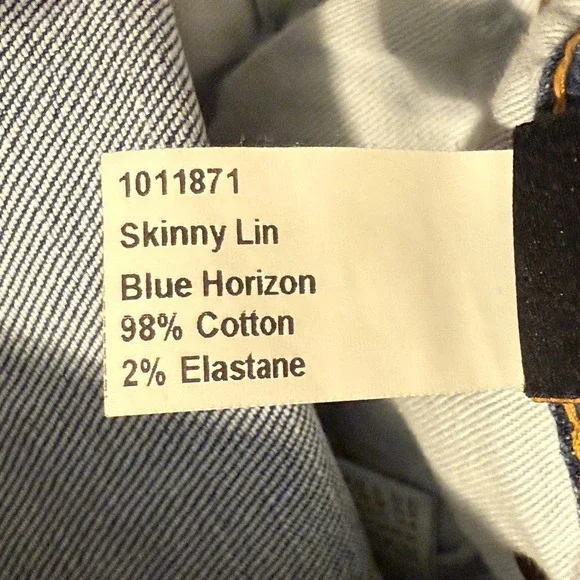 1011871
Skinny Lin
Blue Horizon
98% Cotton
2% Elastane